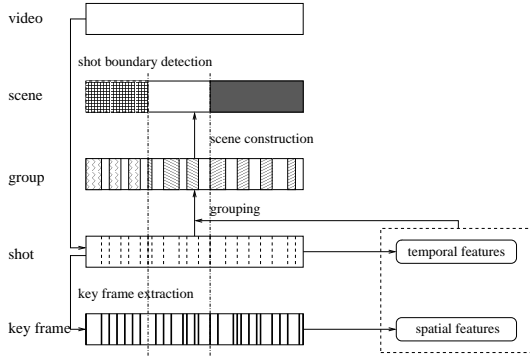 video
shot boundary detection
scene
scene construction
group
grouping
shot
temporal features
key frame extraction
key frame
spatial features